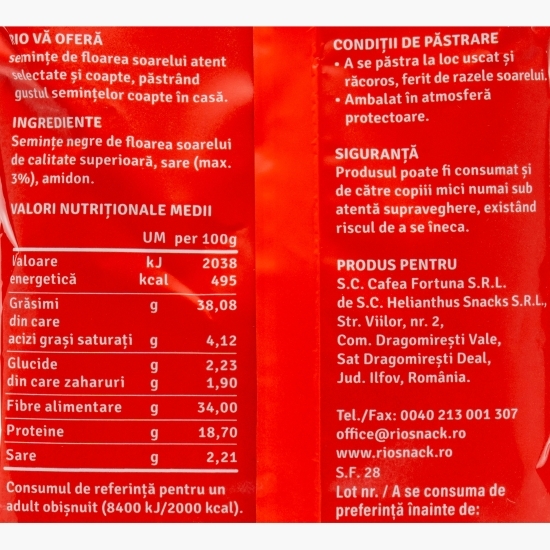 RIO VĂ OFERĂ
semințe de floarea soarelui atent
selectate și coapte, păstrând
gustul semințelor coapte în casă.
INGREDIENTE
Semințe negre de floarea soarelui
de calitate superioară, sare (max.
3%), amidon.
VALORI NUTRIȚIONALE MEDII
UM per 100g
Valoare kJ 2038
energetică kcal 495
Grăsimi g 38,08
din care
acizi grași saturați g 4,12
Glucide g 2,23
din care zaharuri g 1,90
Fibre alimentare g 34,00
Proteine g 18,70
Sare g 2,21
Consumul de referință pentru un
adult obișnuit (8400 kJ/2000 kcal).
CONDIȚII DE PĂSTRARE
• A se păstra la loc uscat și
răcoros, ferit de razele soarelui.
• Ambalat în atmosferă
protectoare.
SIGURANȚĂ
Produsul poate fi consumat și
de către copiii mici numai sub
atentă supraveghere, existând
riscul de a se îneca.
PRODUS PENTRU
S.C. Cafea Fortuna S.R.L.
de S.C. Helianthus Snacks S.R.L.,
Str. Viilor, nr. 2,
Com. Dragomirești Vale,
Sat Dragomirești Deal,
Jud. Ilfov, România.
Tel./Fax: 0040 213 001 307
office@riosnack.ro
www.riosnack.ro
S.F. 28
Lot nr. / A se consuma de
preferință înainte de: